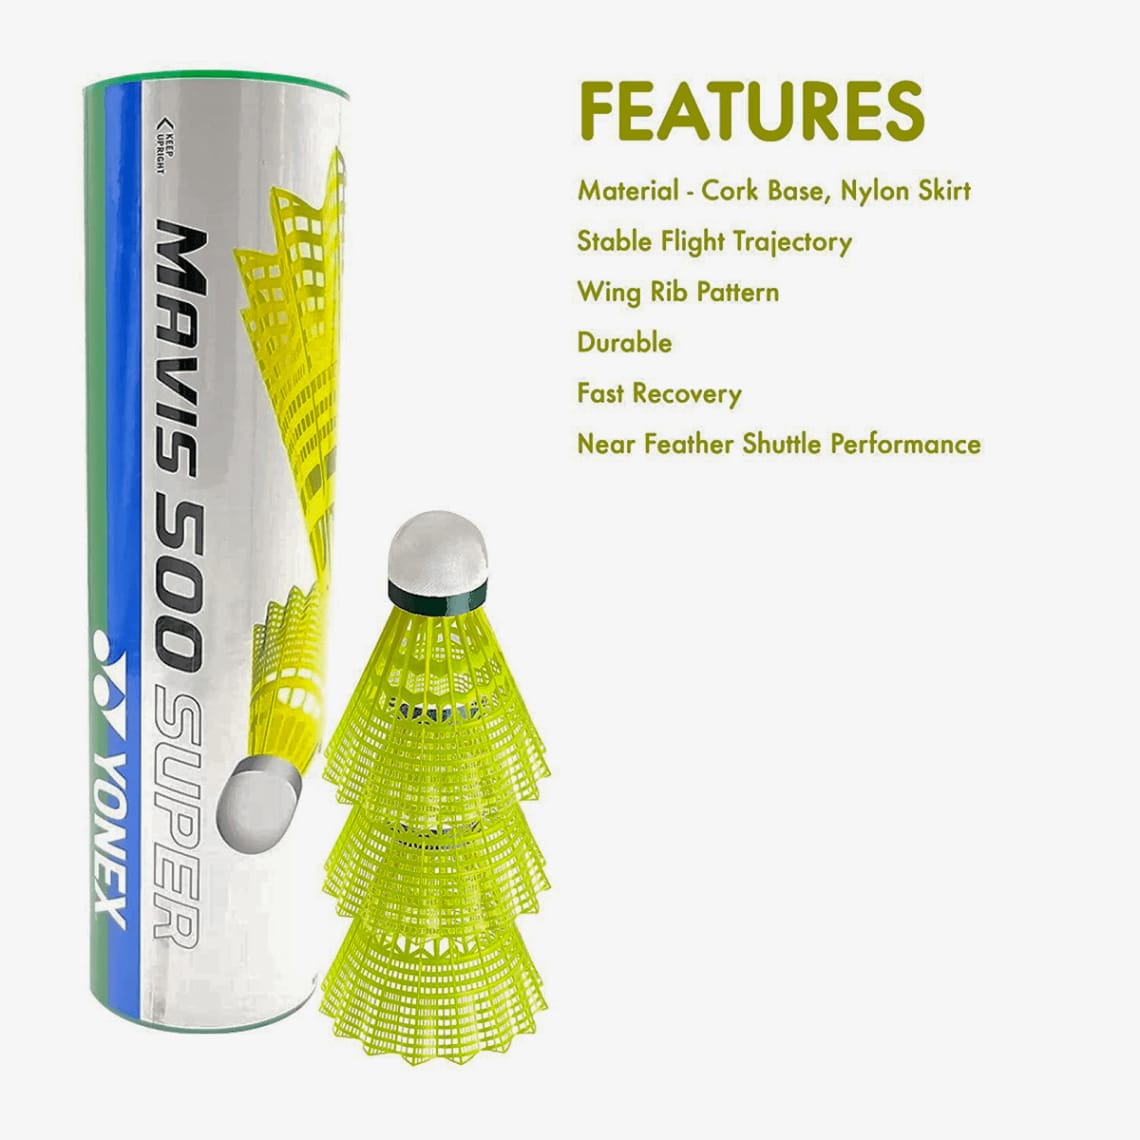 KEEP
UPRIGHT
MAVIS 500 SUPER
YONEX
FEATURES
Material - Cork Base, Nylon Skirt
Stable Flight Trajectory
Wing Rib Pattern
Durable
Fast Recovery
Near Feather Shuttle Performance